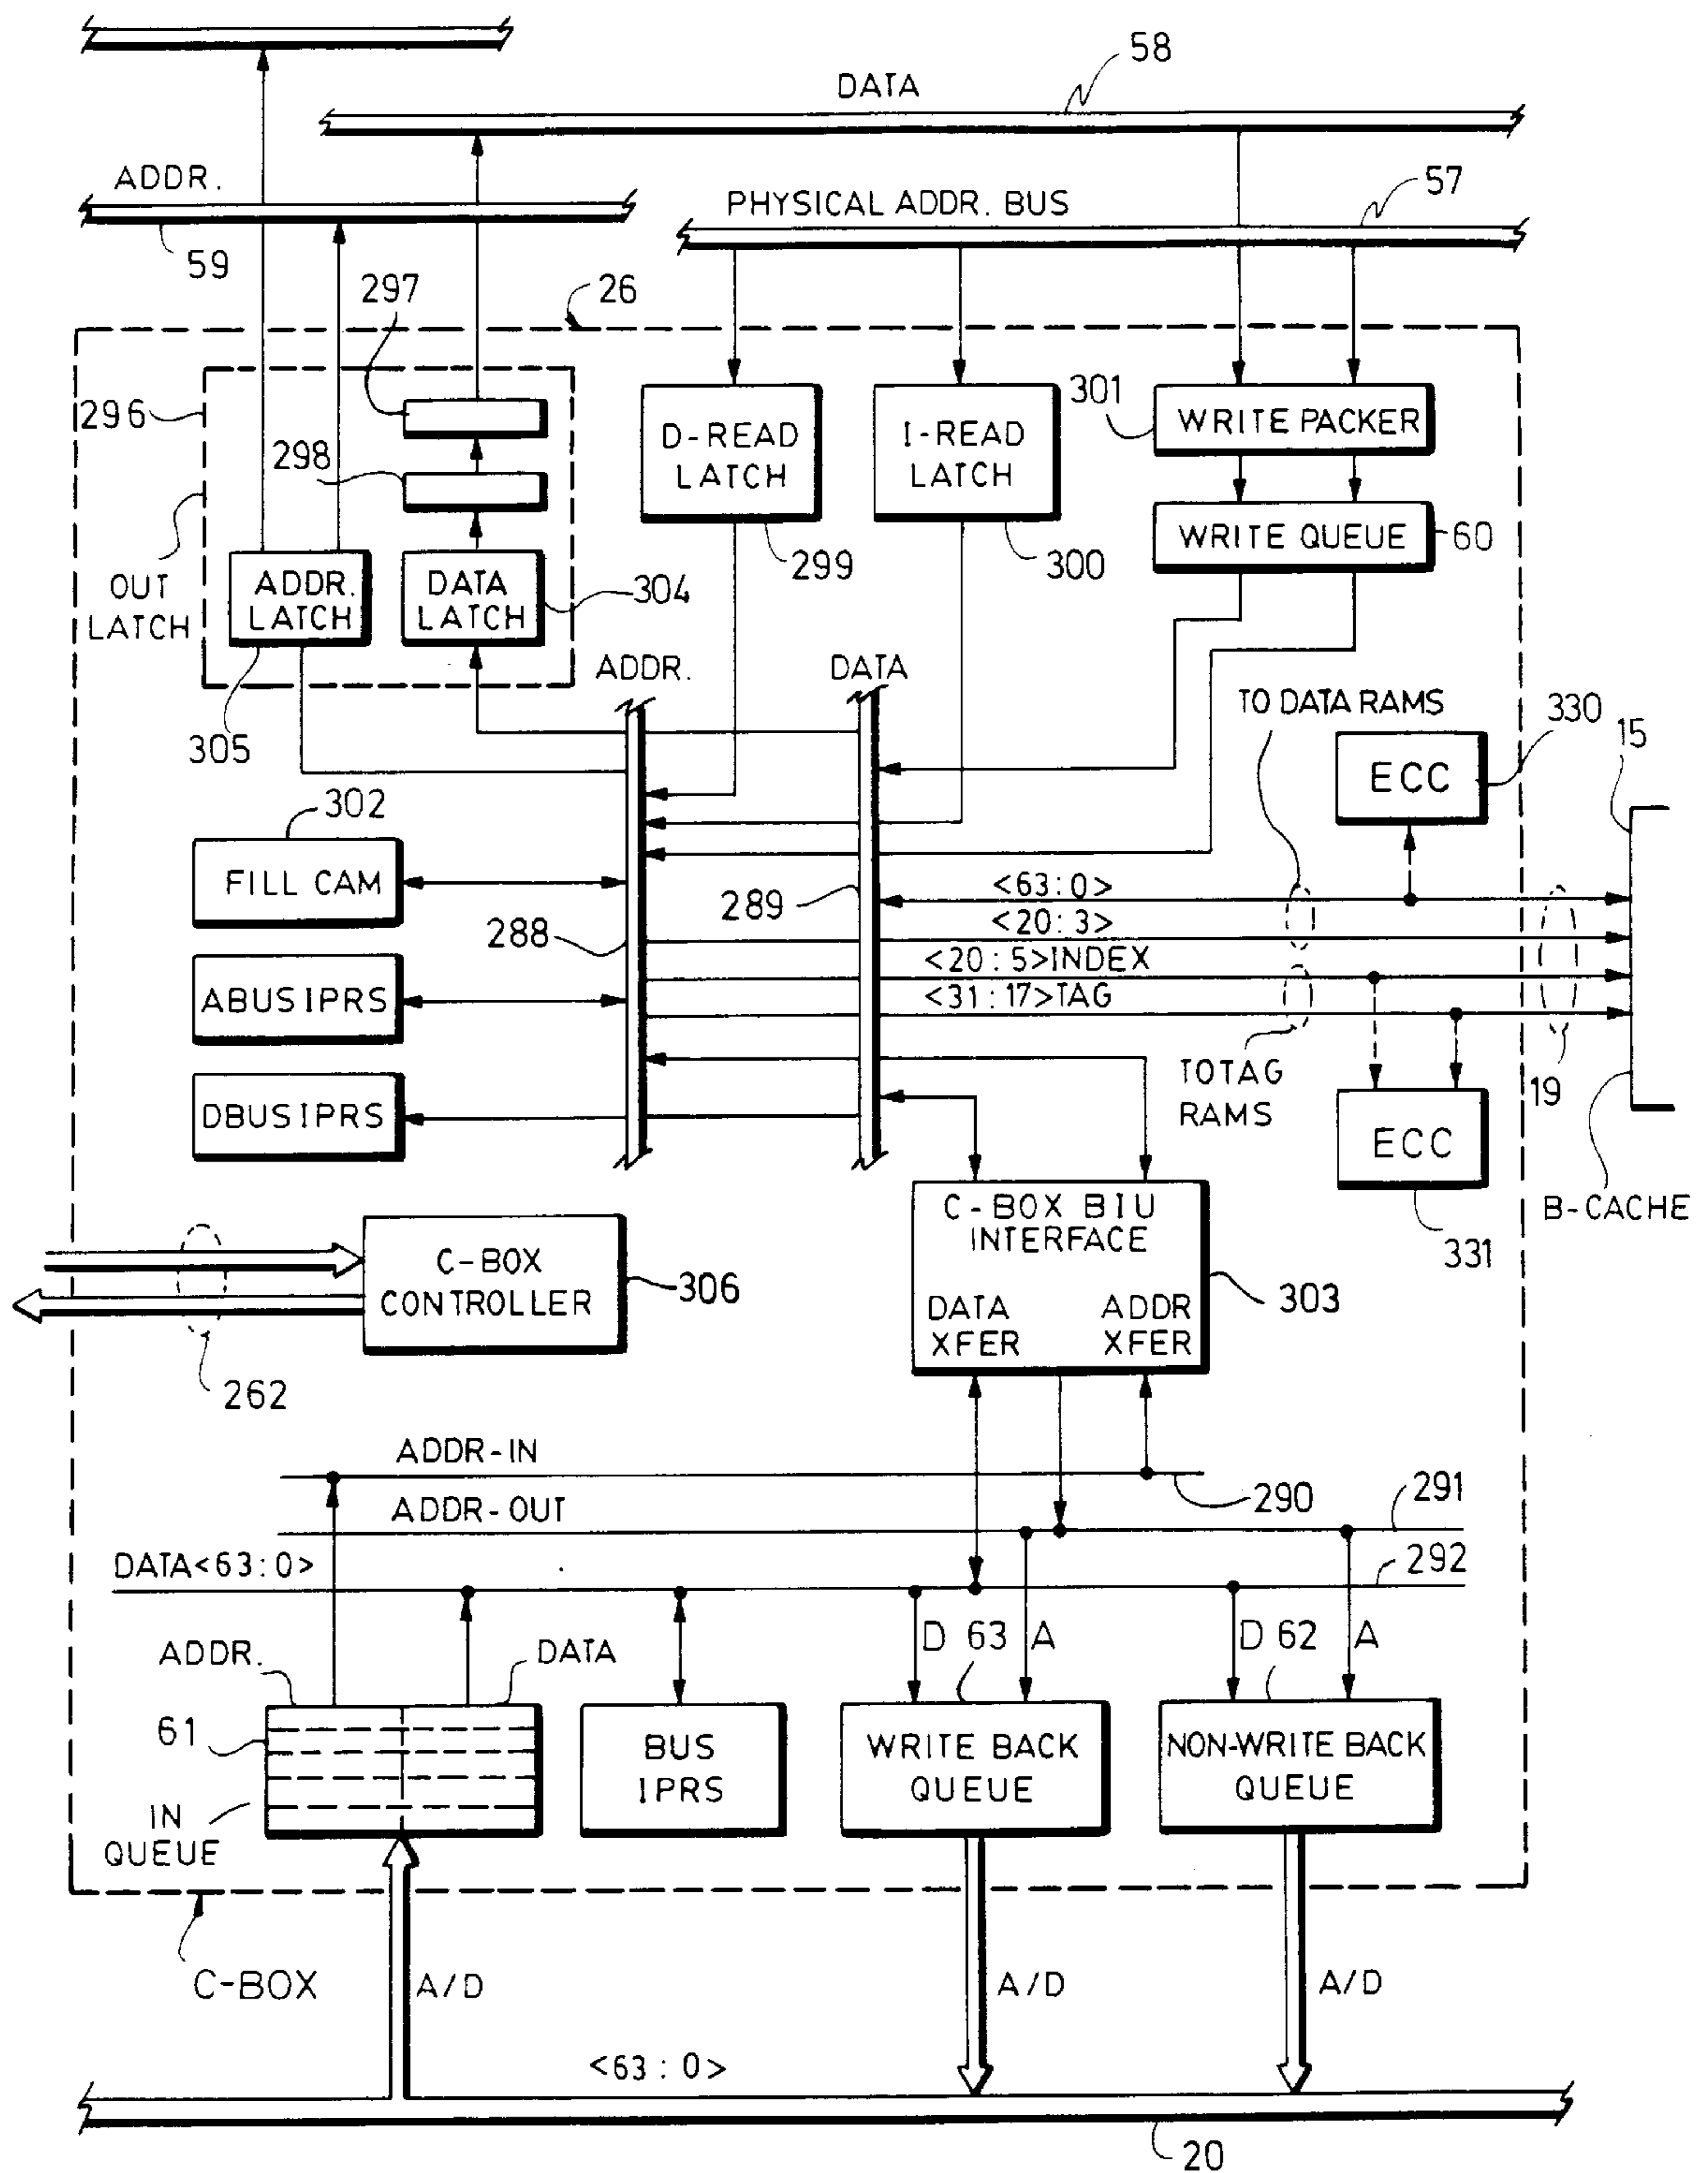 58
DATA
ADDR.
57
PHYSICAL ADDR. BUS
59
26
297
296
298
301
D-READ
LATCH
I-READ
LATCH
WRITE PACKER
WRITE QUEUE
60
299
300
OUT
LATCH
ADDR.
LATCH
DATA
LATCH
304
305
ADDR.
DATA
TO DATA RAMS
330
15
ECC
302
FILL CAM
289
288
<63:0>
<20:3>
<20:5>INDEX
<31:17>TAG
ABUS IPRS
DBUS IPRS
TO TAG
RAMS
19
ECC
331
B-CACHE
C-BOX BIU
INTERFACE
DATA
XFER
ADDR
XFER
303
C-BOX
CONTROLLER
306
262
ADDR-IN
290
ADDR-OUT
291
DATA<63:0>
292
D 63 A
D 62 A
ADDR.
DATA
61
IN
QUEUE
BUS
IPRS
WRITE BACK
QUEUE
NON-WRITE BACK
QUEUE
C-BOX
A/D
A/D
A/D
<63:0>
20